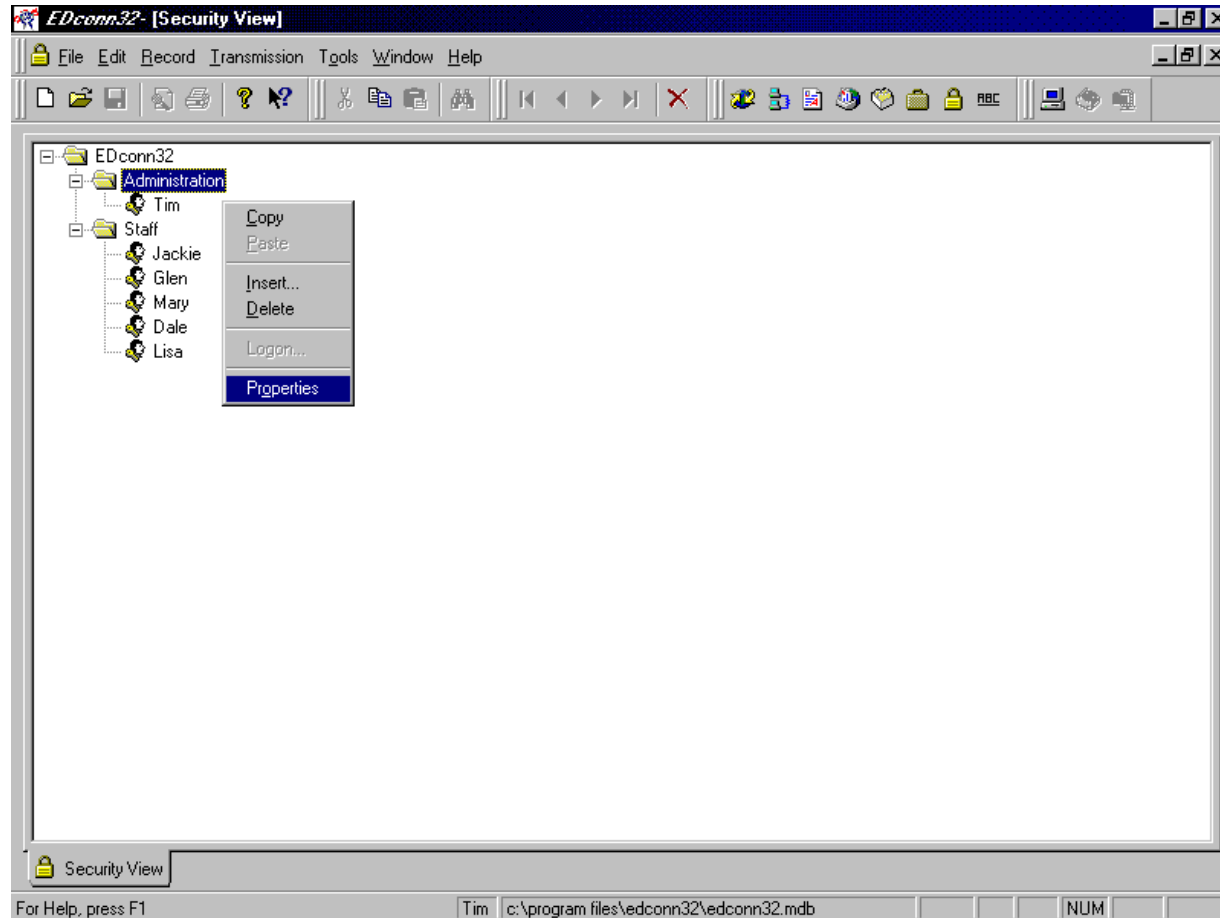 EDconn32- [Security View]
File Edit Record Transmission Tools Window Help
ABC
EDconn32
Administration
Tim
Staff
Jackie
Glen
Mary
Dale
Lisa
Copy
Paste
Insert...
Delete
Logon...
Properties
Security View
For Help, press F1 Tim c:\program files\edconn32\edconn32.mdb NUM